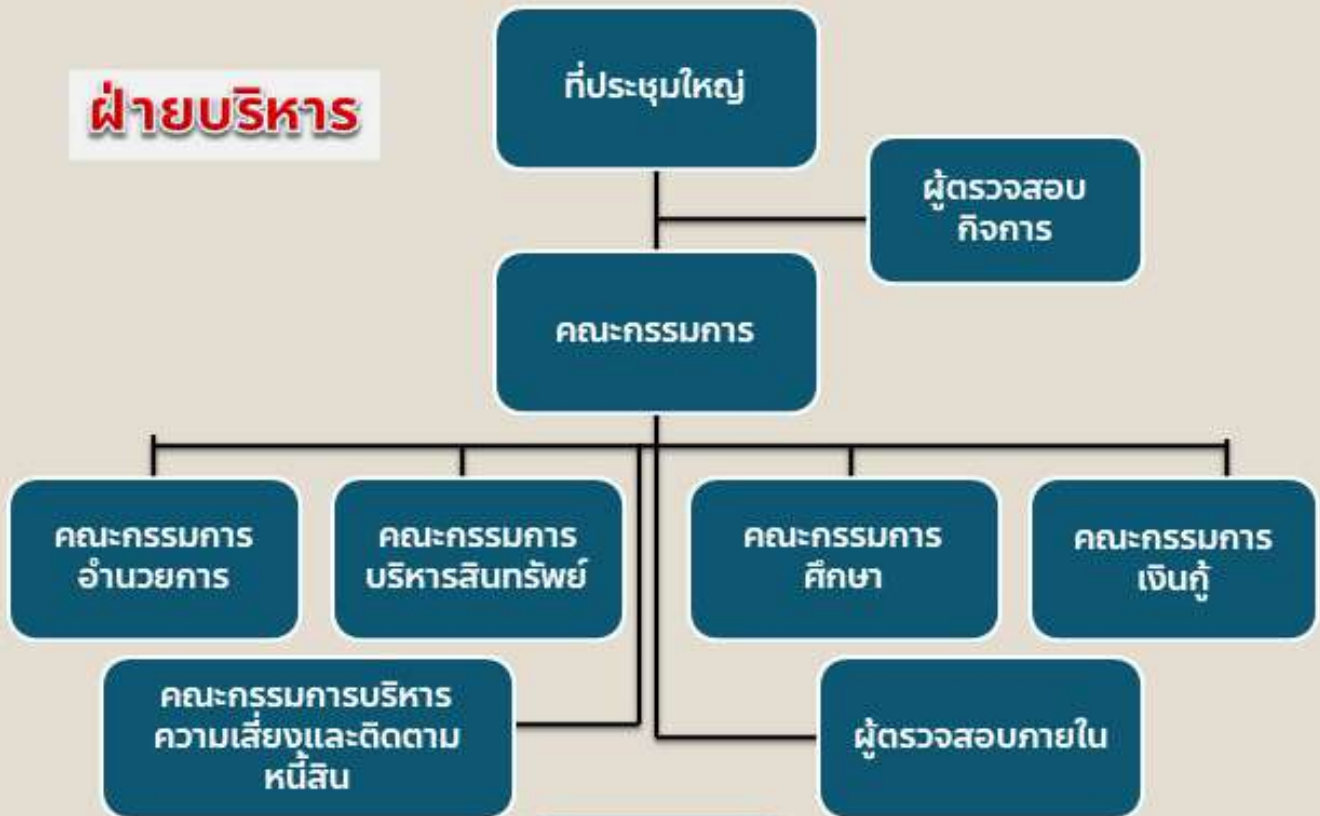 ฝ่ายบริหาร
ที่ประชุมใหญ่
ผู้ตรวจสอบ
กิจการ
คณะกรรมการ
คณะกรรมการ
อำนวยการ
คณะกรรมการ
บริหารสินทรัพย์
คณะกรรมการ
ศึกษา
คณะกรรมการ
เงินกู้
คณะกรรมการบริหาร
ความเสี่ยงและติดตาม
หนี้สิน
ผู้ตรวจสอบภายใน